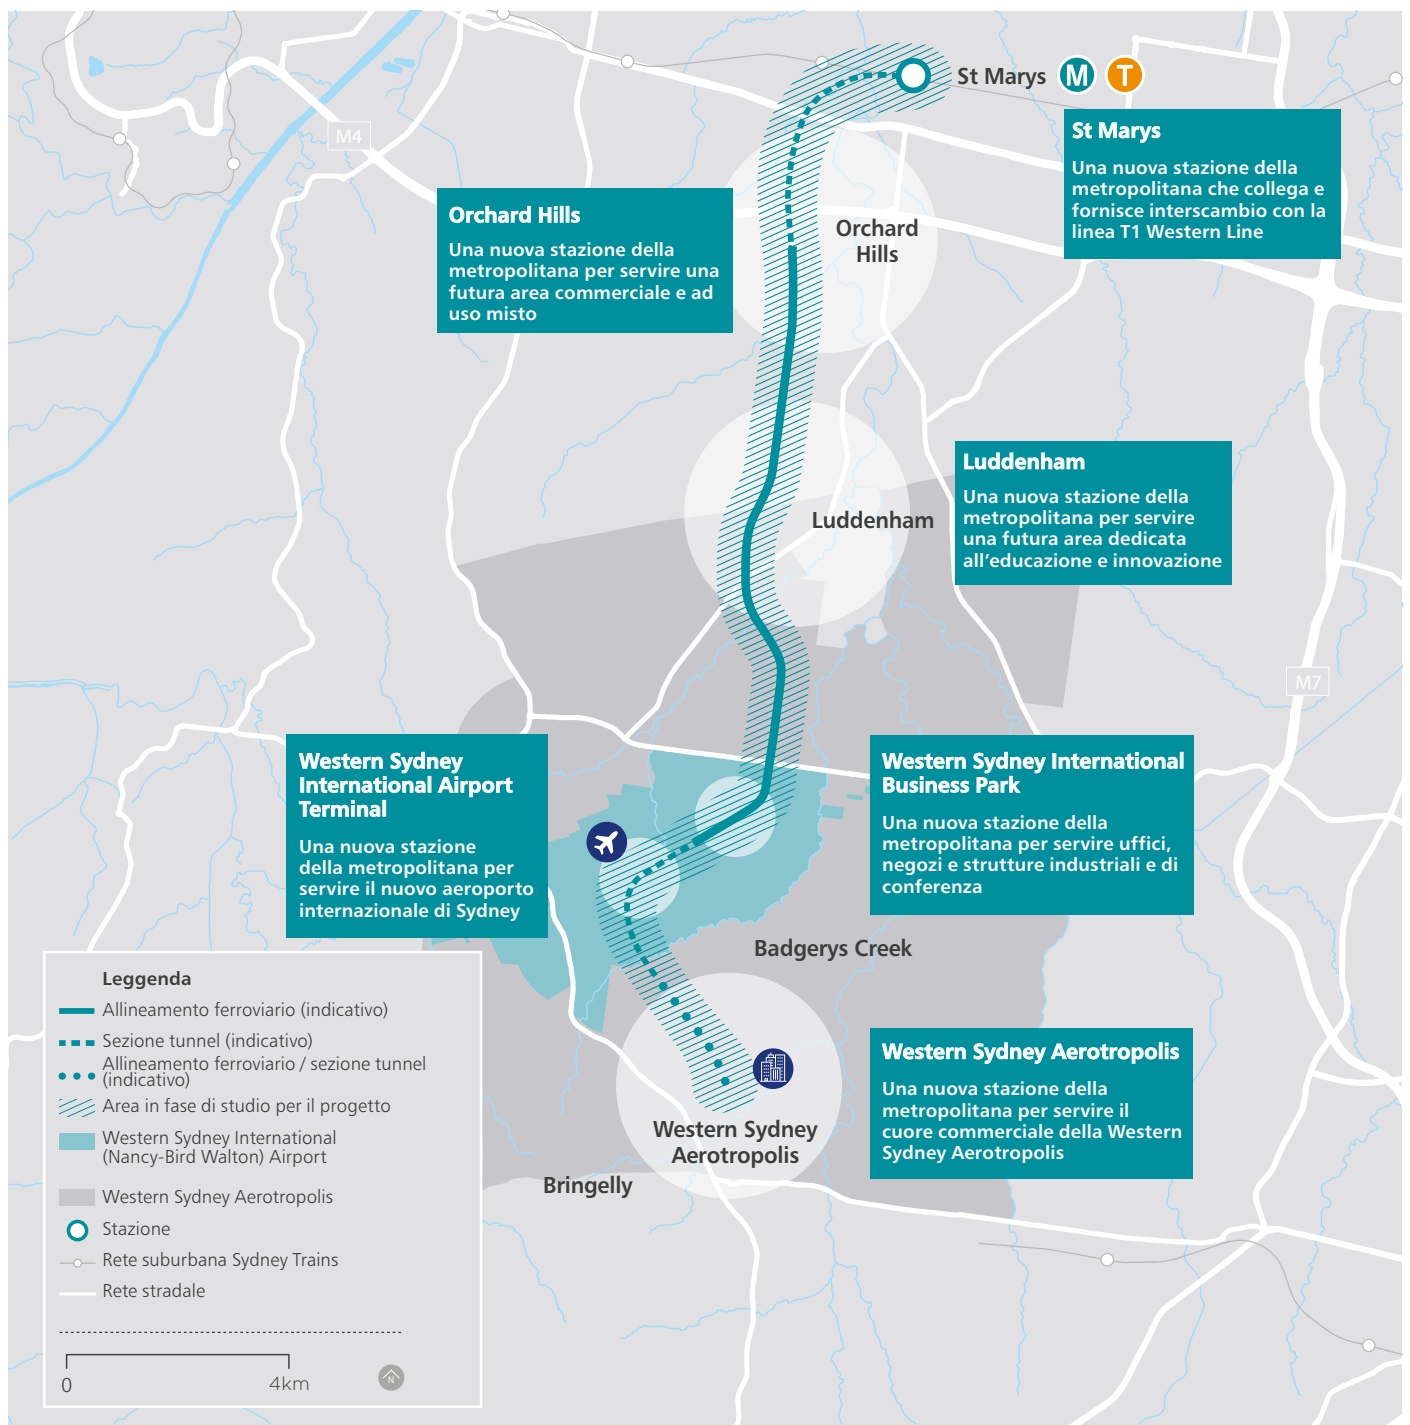 St Marys M T
St Marys
Una nuova stazione della
metropolitana che collega e
fornisce interscambio con la
linea T1 Western Line
M4
Orchard Hills
Una nuova stazione della
metropolitana per servire una
futura area commerciale e ad
uso misto
Orchard
Hills
Luddenham
Una nuova stazione della
metropolitana per servire
una futura area dedicata
all’educazione e innovazione
Luddenham
M7
Western Sydney
International Airport
Terminal
Una nuova stazione
della metropolitana per
servire il nuovo aeroporto
internazionale di Sydney
Western Sydney International
Business Park
Una nuova stazione della
metropolitana per servire uffici,
negozi e strutture industriali e di
conferenza
Badgerys Creek
Western Sydney Aerotropolis
Una nuova stazione della
metropolitana per servire il
cuore commerciale della Western
Sydney Aerotropolis
Western Sydney
Aerotropolis
Bringelly
Leggenda
Allineamento ferroviario (indicativo)
Sezione tunnel (indicativo)
Allineamento ferroviario / sezione tunnel
(indicativo)
Area in fase di studio per il progetto
Western Sydney International
(Nancy-Bird Walton) Airport
Western Sydney Aerotropolis
Stazione
Rete suburbana Sydney Trains
Rete stradale
0 4km
N